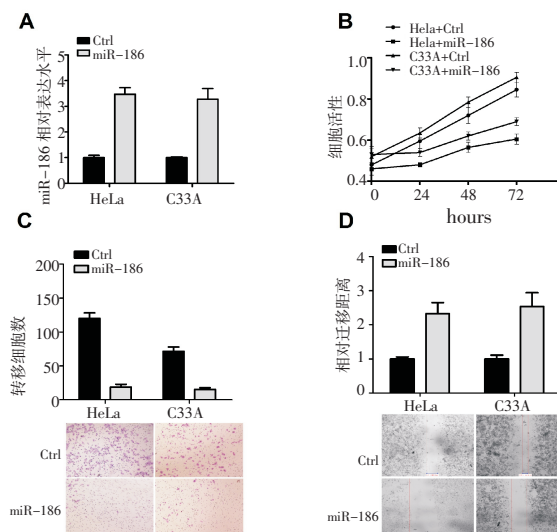 A
Ctrl
miR-186
miR-186 相对表达水平
5
4
3
2
1
0
HeLa
C33A
B
Hela+Ctrl
Hela+miR-186
C33A+Ctrl
C33A+miR-186
细胞活性
1.0
0.8
0.6
0.4
0
24
48
72
hours
C
Ctrl
miR-186
转移细胞数
200
150
100
50
0
HeLa
C33A
Ctrl
miR-186
D
Ctrl
miR-186
相对迁移距离
4
3
2
1
0
HeLa
C33A
Ctrl
miR-186